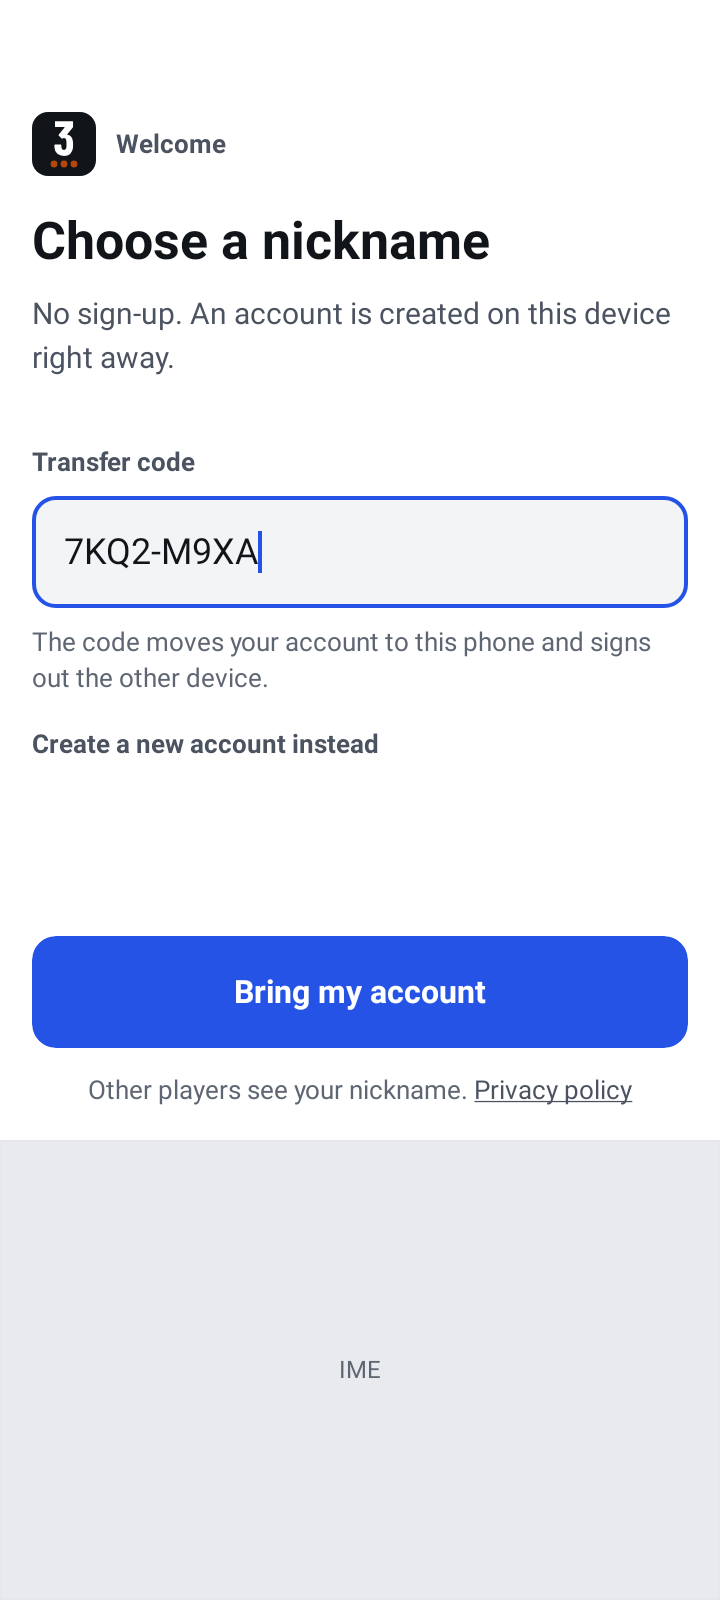 3
Welcome
Choose a nickname
No sign-up. An account is created on this device
right away.
Transfer code
7KQ2-M9XA
The code moves your account to this phone and signs
out the other device.
Create a new account instead
Bring my account
Other players see your nickname. Privacy policy
IME